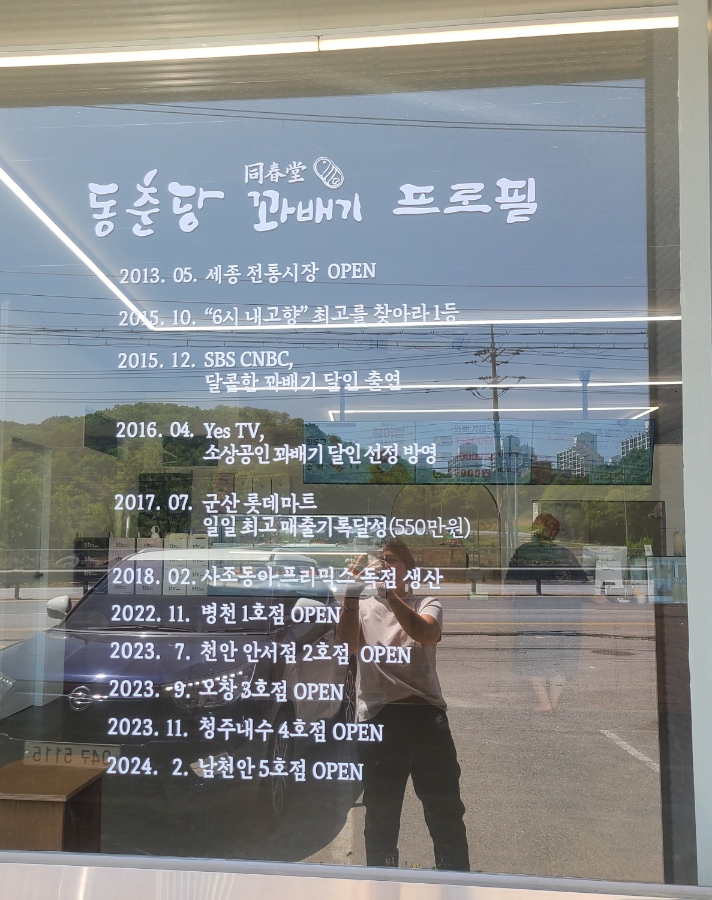 同春堂
동춘당 꽈배기 프로필
2013. 05. 세종 전통시장 OPEN
2015. 10. “6시 내고향” 최고를 찾아라 1등
2015. 12. SBS CNBC,
달콤한 꽈배기 달인 출연
2016. 04. Yes TV,
소상공인 꽈배기 달인 선정 방영
2017. 07. 군산 롯데마트
일일 최고 매출기록달성(550만원)
2018. 02. 사조동아.프리믹스 독점 생산
2022. 11. 병천 1호점 OPEN
2023. 7. 천안 안서점 2호점 OPEN
2023. 9. 오창 3호점 OPEN
2023. 11. 청주내수 4호점 OPEN
2024. 2. 남천안 5호점 OPEN